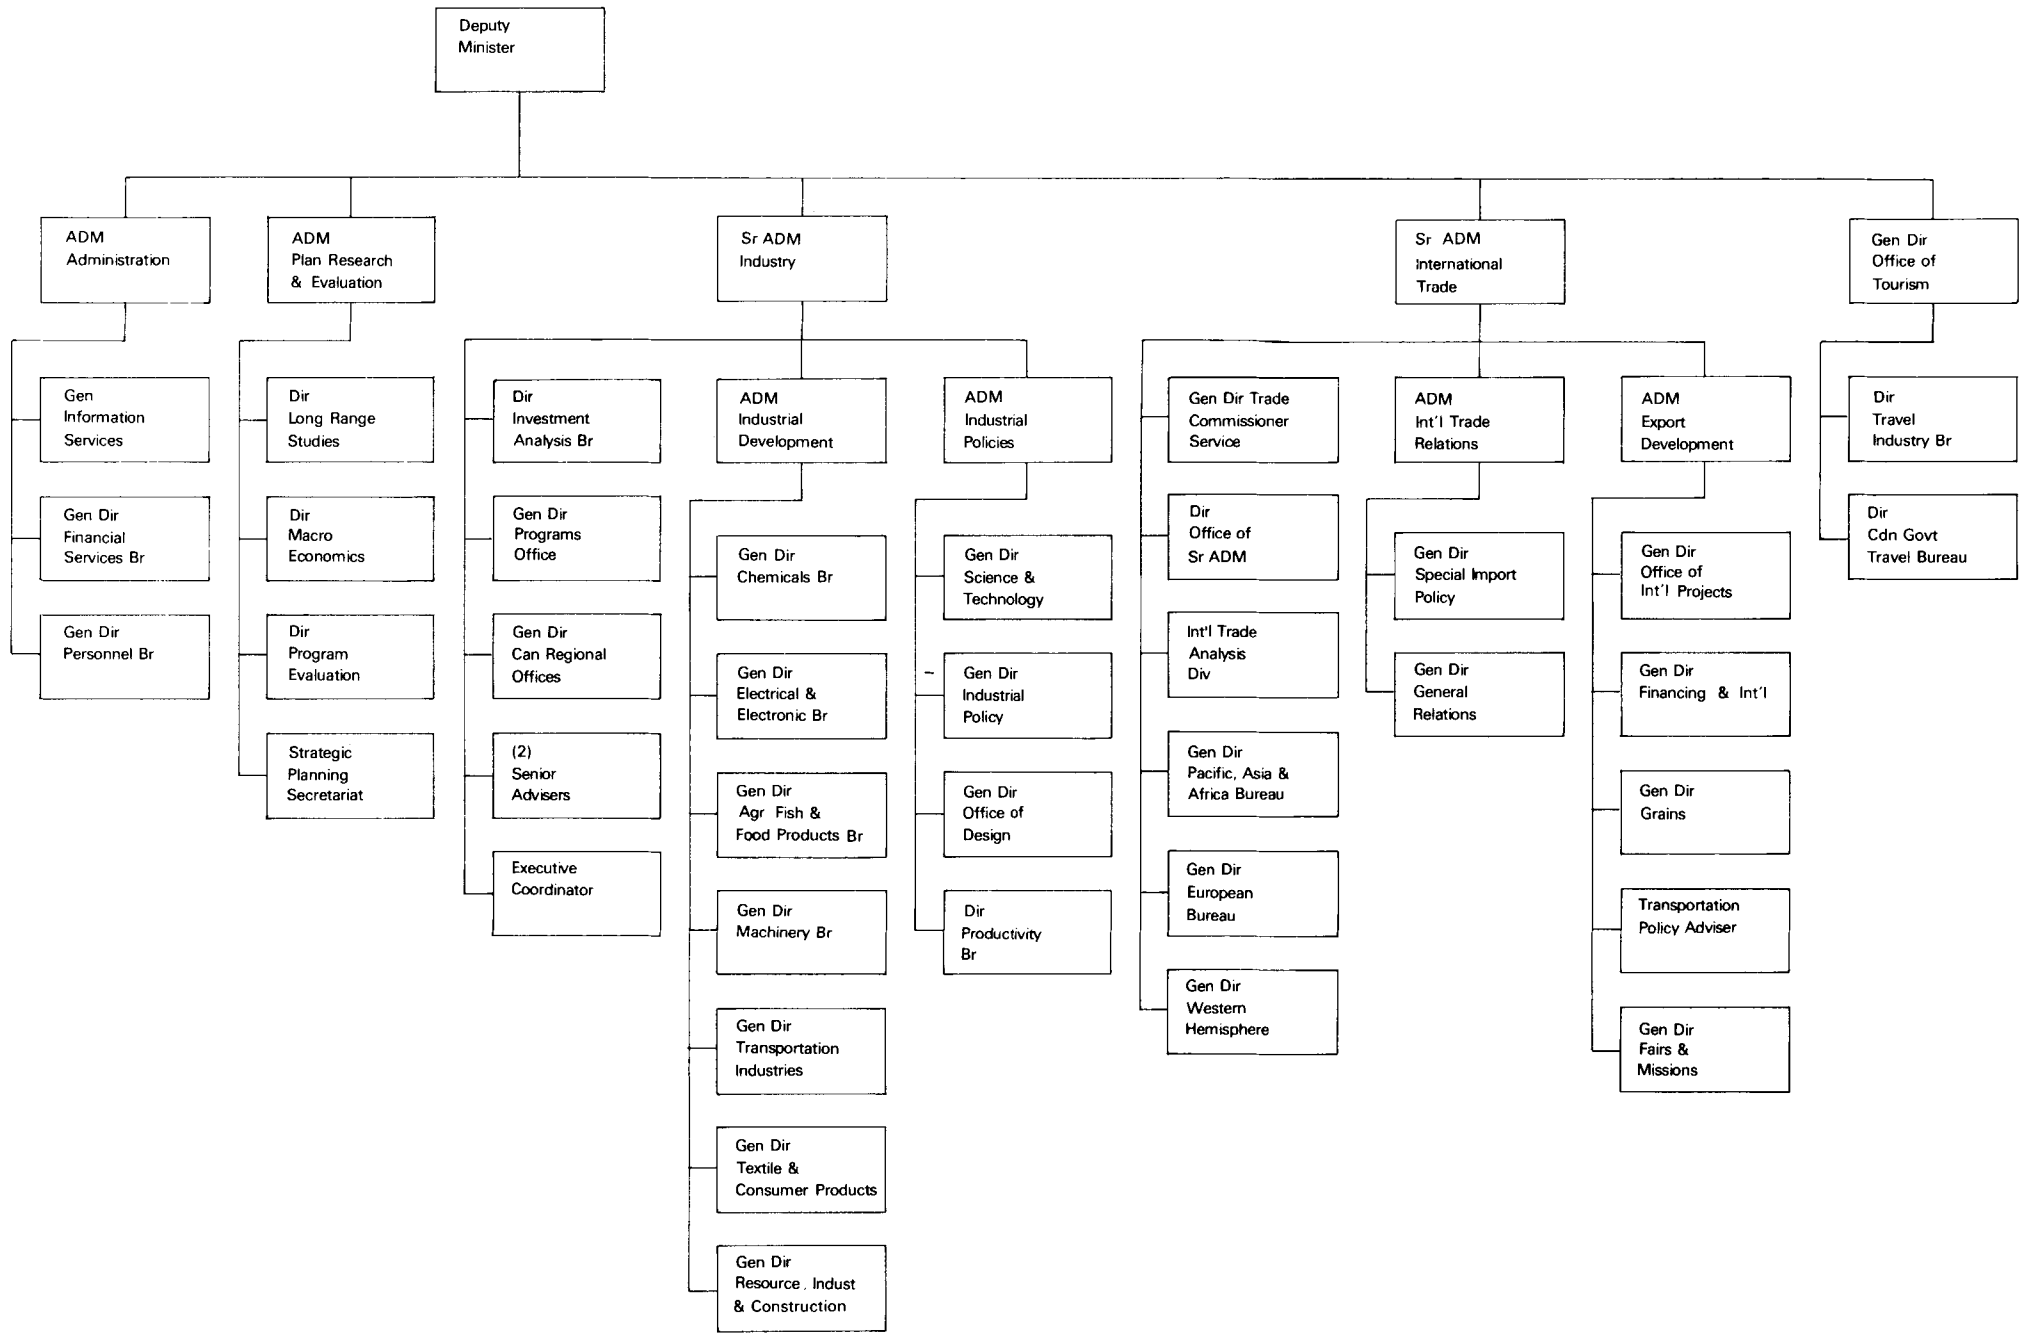 Deputy
Minister
ADM
Administration
ADM
Plan Research
& Evaluation
Sr ADM
Industry
Sr ADM
International
Trade
Gen Dir
Office of
Tourism
Gen
Information
Services
Gen Dir
Financial
Services Br
Gen Dir
Personnel Br
Dir
Long Range
Studies
Dir
Macro
Economics
Dir
Program
Evaluation
Strategic
Planning
Secretariat
Dir
Investment
Analysis Br
Gen Dir
Programs
Office
Gen Dir
Can Regional
Offices
(2)
Senior
Advisers
Executive
Coordinator
ADM
Industrial
Development
Gen Dir
Chemicals Br
Gen Dir
Electrical &
Electronic Br
Gen Dir
Agr Fish &
Food Products Br
Gen Dir
Machinery Br
Gen Dir
Transportation
Industries
Gen Dir
Textile &
Consumer Products
Gen Dir
Resource, Indust
& Construction
ADM
Industrial
Policies
Gen Dir
Science &
Technology
Gen Dir
Industrial
Policy
Gen Dir
Office of
Design
Dir
Productivity
Br
Gen Dir Trade
Commissioner
Service
Dir
Office of
Sr ADM
Int'l Trade
Analysis
Div
Gen Dir
Pacific, Asia &
Africa Bureau
Gen Dir
European
Bureau
Gen Dir
Western
Hemisphere
ADM
Int'l Trade
Relations
Gen Dir
Special Import
Policy
Gen Dir
General
Relations
ADM
Export
Development
Gen Dir
Office of
Int'l Projects
Gen Dir
Financing & Int'l
Gen Dir
Grains
Transportation
Policy Adviser
Gen Dir
Fairs &
Missions
Dir
Travel
Industry Br
Dir
Cdn Govt
Travel Bureau